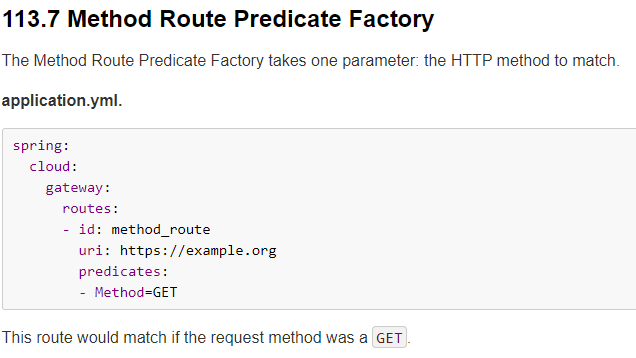 113.7 Method Route Predicate Factory
The Method Route Predicate Factory takes one parameter: the HTTP method to match.
application.yml.
spring:
  cloud:
    gateway:
      routes:
      - id: method_route
        uri: https://example.org
        predicates:
        - Method=GET
This route would match if the request method was a GET.